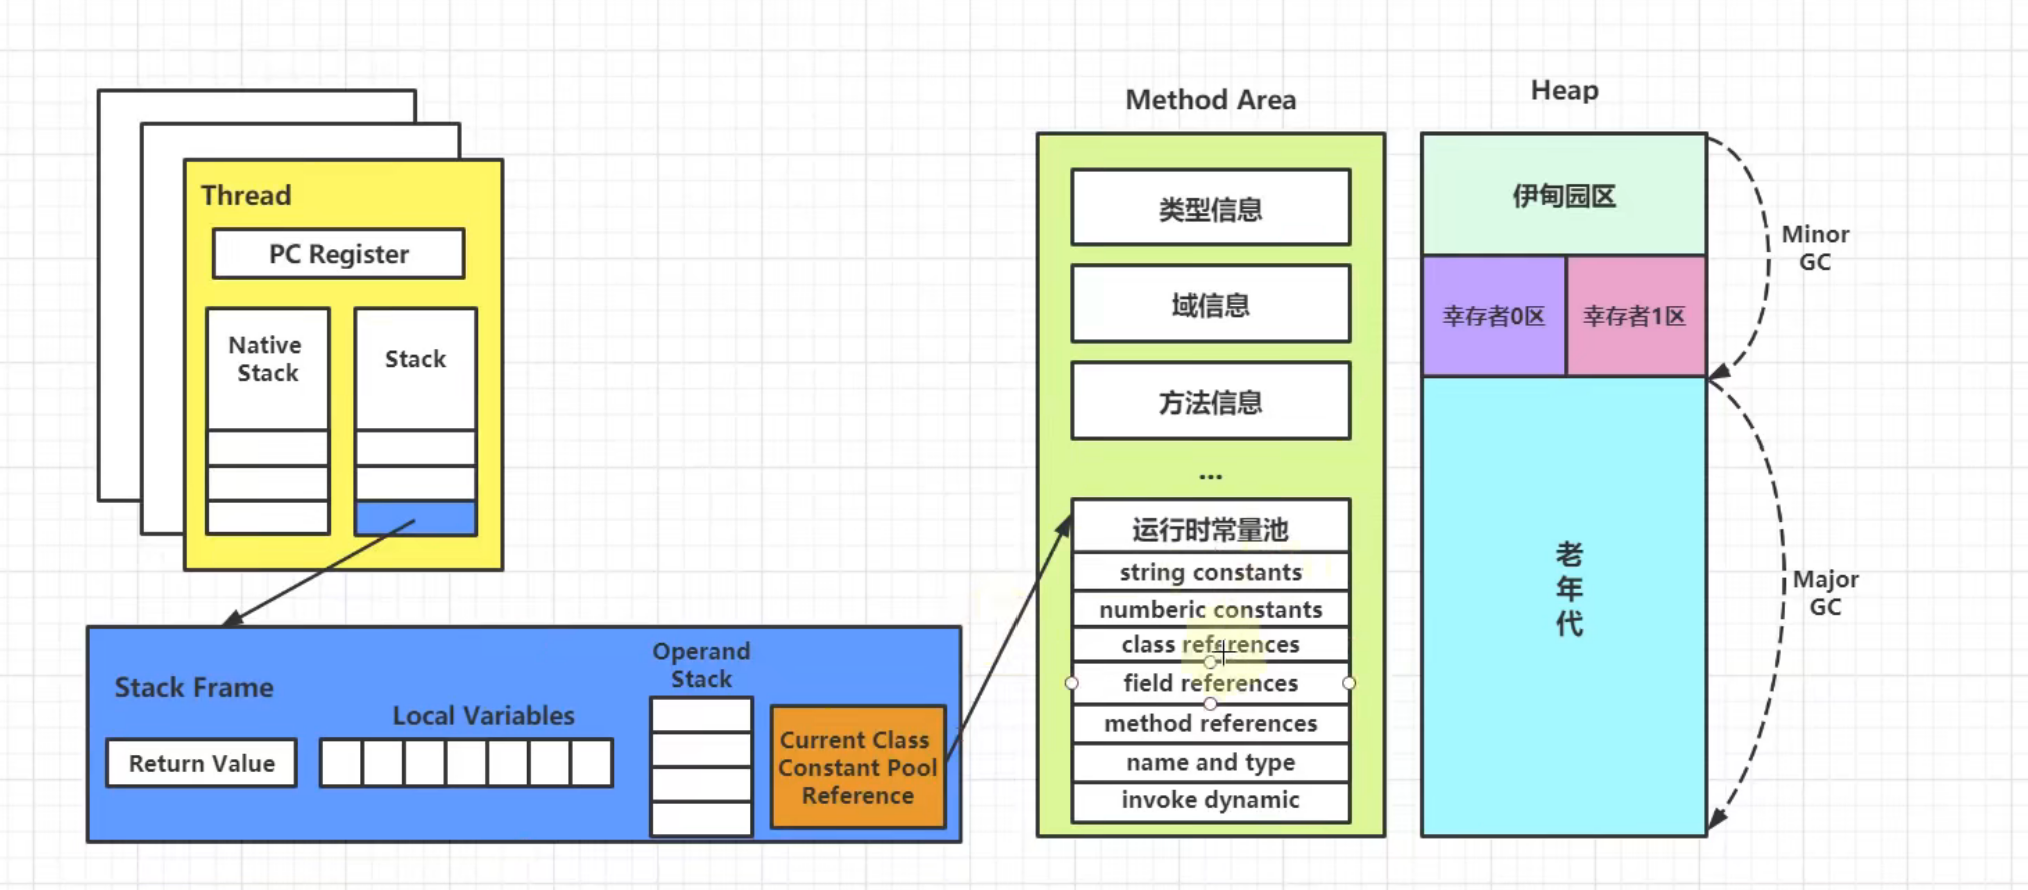 Thread
PC Register
Native
Stack
Stack
Stack Frame
Return Value
Local Variables
Operand
Stack
Current Class
Constant Pool
Reference
Method Area
类型信息
域信息
方法信息
...
运行时常量池
string constants
numberic constants
class references
field references
method references
name and type
invoke dynamic
Heap
伊甸园区
幸存者0区
幸存者1区
老
年
代
Minor
GC
Major
GC